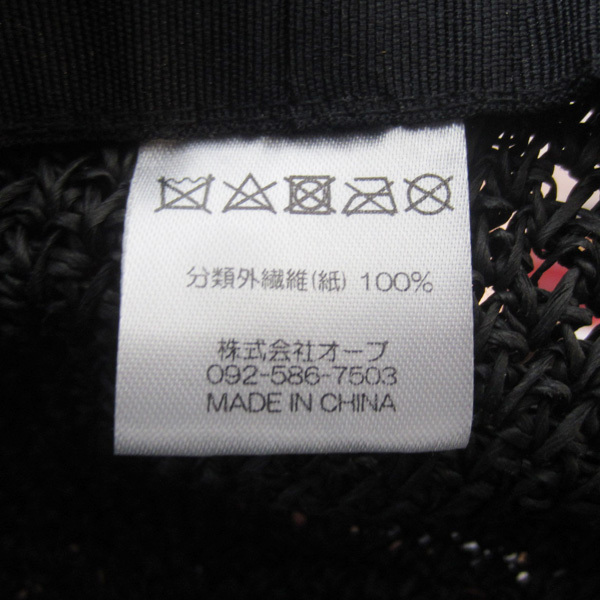 分類外繊維(紙) 100%
株式会社オーブ
092-586-7503
MADE IN CHINA